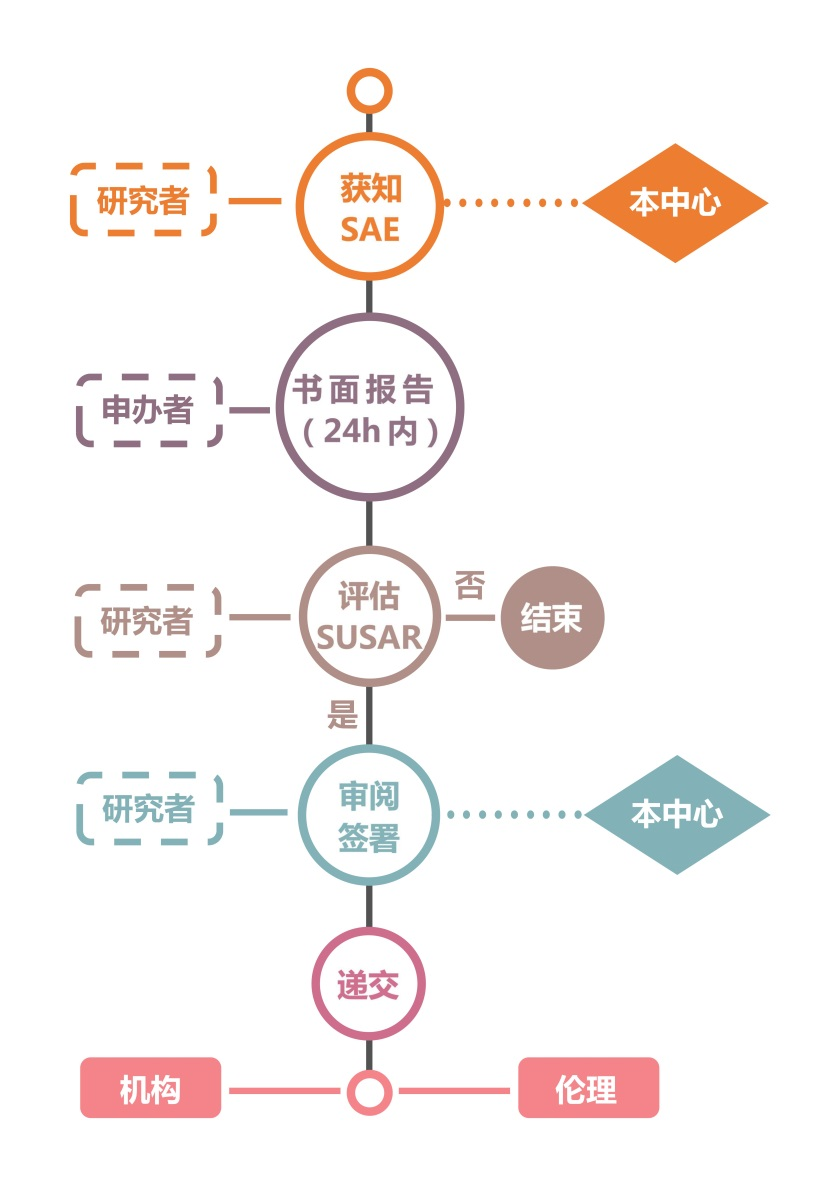 研究者
获知
SAE
本中心
申办者
书面报告
（24h内）
研究者
评估
SUSAR
否
结束
是
研究者
审阅
签署
本中心
递交
机构
伦理